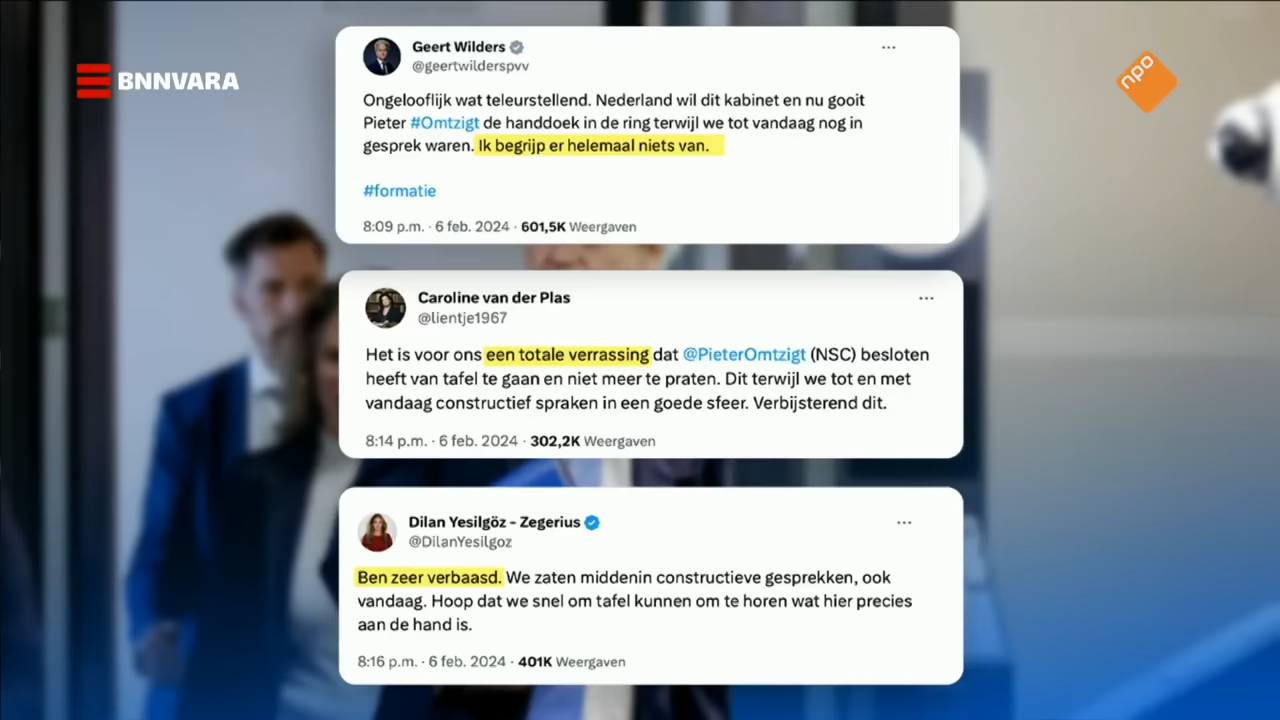 BNNVARA
npo
Geert Wilders
@geertwilderspvv
Ongelooflijk wat teleurstellend. Nederland wil dit kabinet en nu gooit
Pieter #Omtzigt de handdoek in de ring terwijl we tot vandaag nog in
gesprek waren. Ik begrijp er helemaal niets van.
#formatie
8:09 p.m. · 6 feb. 2024 · 601,5K Weergaven
Caroline van der Plas
@lientje1967
Het is voor ons een totale verrassing dat @PieterOmtzigt (NSC) besloten
heeft van tafel te gaan en niet meer te praten. Dit terwijl we tot en met
vandaag constructief spraken in een goede sfeer. Verbijsterend dit.
8:14 p.m. · 6 feb. 2024 · 302,2K Weergaven
Dilan Yesilgöz - Zegerius
@DilanYesilgoz
Ben zeer verbaasd. We zaten middenin constructieve gesprekken, ook
vandaag. Hoop dat we snel om tafel kunnen om te horen wat hier precies
aan de hand is.
8:16 p.m. · 6 feb. 2024 · 401K Weergaven